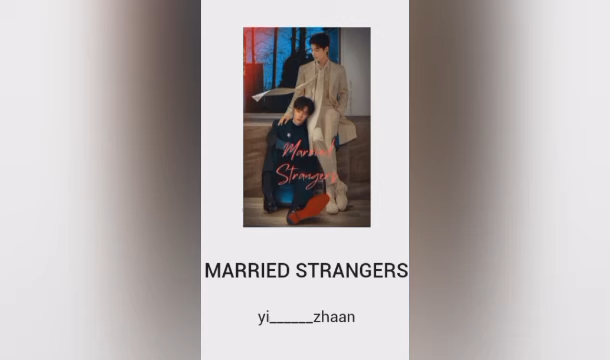 Married
Strangers
MARRIED STRANGERS
yi______zhaan